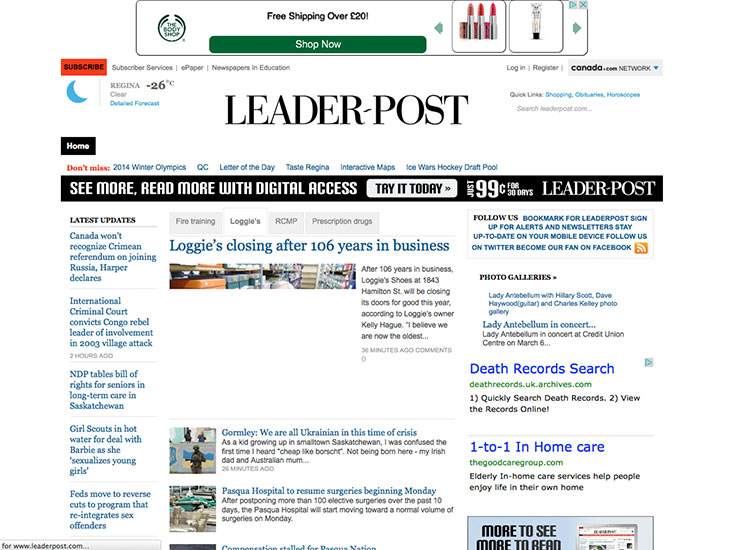 THE BODY SHOP
Free Shipping Over £20!
Shop Now
SUBSCRIBE Subscriber Services | ePaper | Newspapers In Education
Log in | Register | canada.com NETWORK
REGINA -26°C
Clear
Detailed Forecast
LEADER-POST
Quick Links: Shopping, Obituaries, Horoscopes
Search leaderpost.com...
Home
Don't miss: 2014 Winter Olympics QC Letter of the Day Taste Regina Interactive Maps Ice Wars Hockey Draft Pool
SEE MORE, READ MORE WITH DIGITAL ACCESS TRY IT TODAY » JUST 99¢ FOR 30 DAYS LEADER-POST
LATEST UPDATES
Canada won't
recognize Crimean
referendum on joining
Russia, Harper
declares
International
Criminal Court
convicts Congo rebel
leader of involvement
in 2003 village attack
2 HOURS AGO
NDP tables bill of
rights for seniors in
long-term care in
Saskatchewan
Girl Scouts in hot
water for deal with
Barbie as she
'sexualizes young
girls'
Feds move to reverse
cuts to program that
re-integrates sex
offenders
Fire training Loggie's RCMP Prescription drugs
Loggie's closing after 106 years in business
After 106 years in business,
Loggie's Shoes at 1843
Hamilton St. will be closing
its doors for good this year,
according to Loggie's owner
Kelly Hague. "I believe we
are now the oldest...
36 MINUTES AGO COMMENTS
()
Gormley: We are all Ukrainian in this time of crisis
As a kid growing up in smalltown Saskatchewan, I was confused the
first time I heard "cheap like borscht". Not being born here - my Irish
dad and Australian mum...
26 MINUTES AGO
Pasqua Hospital to resume surgeries beginning Monday
After postponing more than 100 elective surgeries over the past 10
days, the Pasqua Hospital will start moving toward a normal volume of
surgeries on Monday.
Compensation stalled for Pasqua Nation
FOLLOW US BOOKMARK FOR LEADERPOST SIGN
UP FOR ALERTS AND NEWSLETTERS STAY
UP-TO-DATE ON YOUR MOBILE DEVICE FOLLOW US
ON TWITTER BECOME OUR FAN ON FACEBOOK
PHOTO GALLERIES »
Lady Antebellum with Hillary Scott, Dave
Haywood(guitar) and Charles Kelley photo
gallery
Lady Antebellum in concert...
Lady Antebellum in concert at Credit Union
Centre on March 6...
Death Records Search
deathrecords.uk.archives.com
1) Quickly Search Death Records. 2) View
the Records Online!
1-to-1 In Home care
thegoodcaregroup.com
Elderly In-home care services help people
enjoy life in their own home
MORE TO SEE
MORE TO READ
for www.leaderpost.com...